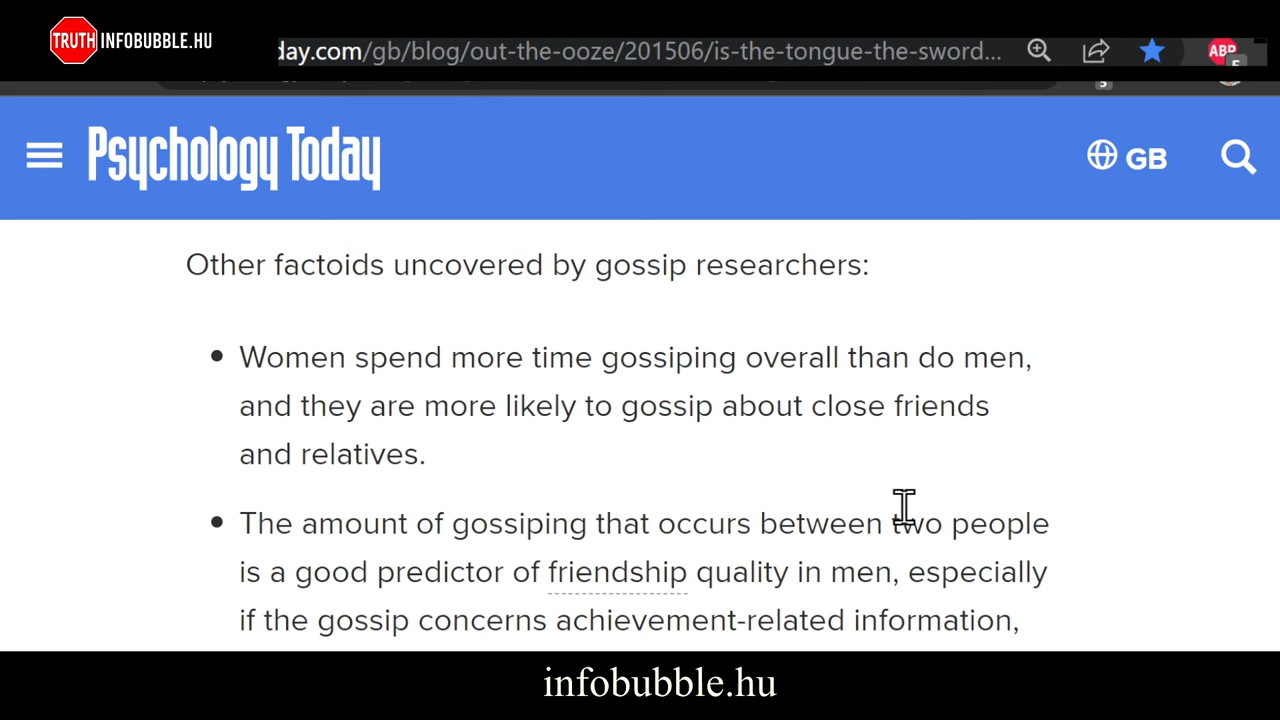 TRUTH INFOBUBBLE.HU
day.com/gb/blog/out-the-ooze/201506/is-the-tongue-the-sword...
ABP
5
5
Psychology Today
GB
Other factoids uncovered by gossip researchers:
Women spend more time gossiping overall than do men,
and they are more likely to gossip about close friends
and relatives.
The amount of gossiping that occurs between two people
is a good predictor of friendship quality in men, especially
if the gossip concerns achievement-related information,
infobubble.hu